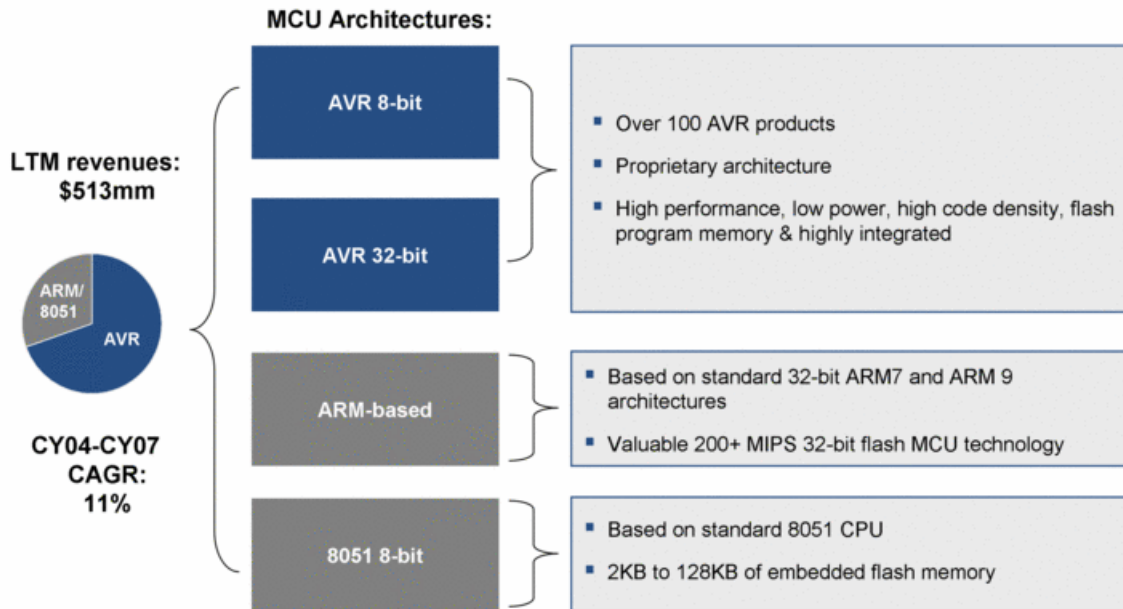 MCU Architectures:
LTM revenues:
$513mm
ARM/
8051
AVR
CY04-CY07
CAGR:
11%
AVR 8-bit
AVR 32-bit
▪ Over 100 AVR products
▪ Proprietary architecture
▪ High performance, low power, high code density, flash
program memory & highly integrated
ARM-based
▪ Based on standard 32-bit ARM7 and ARM 9
architectures
▪ Valuable 200+ MIPS 32-bit flash MCU technology
8051 8-bit
▪ Based on standard 8051 CPU
▪ 2KB to 128KB of embedded flash memory